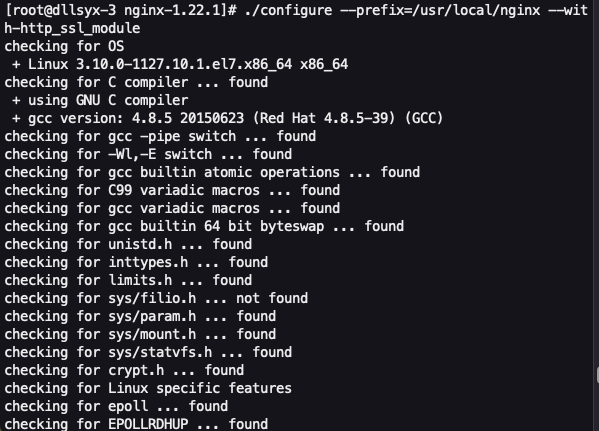 [root@dllsyx-3 nginx-1.22.1]# ./configure --prefix=/usr/local/nginx --wit
h-http_ssl_module
checking for OS
 + Linux 3.10.0-1127.10.1.el7.x86_64 x86_64
checking for C compiler ... found
 + using GNU C compiler
 + gcc version: 4.8.5 20150623 (Red Hat 4.8.5-39) (GCC)
checking for gcc -pipe switch ... found
checking for -Wl,-E switch ... found
checking for gcc builtin atomic operations ... found
checking for C99 variadic macros ... found
checking for gcc variadic macros ... found
checking for gcc builtin 64 bit byteswap ... found
checking for unistd.h ... found
checking for inttypes.h ... found
checking for limits.h ... found
checking for sys/filio.h ... not found
checking for sys/param.h ... found
checking for sys/mount.h ... found
checking for sys/statvfs.h ... found
checking for crypt.h ... found
checking for Linux specific features
checking for epoll ... found
checking for EPOLLRDHUP ... found